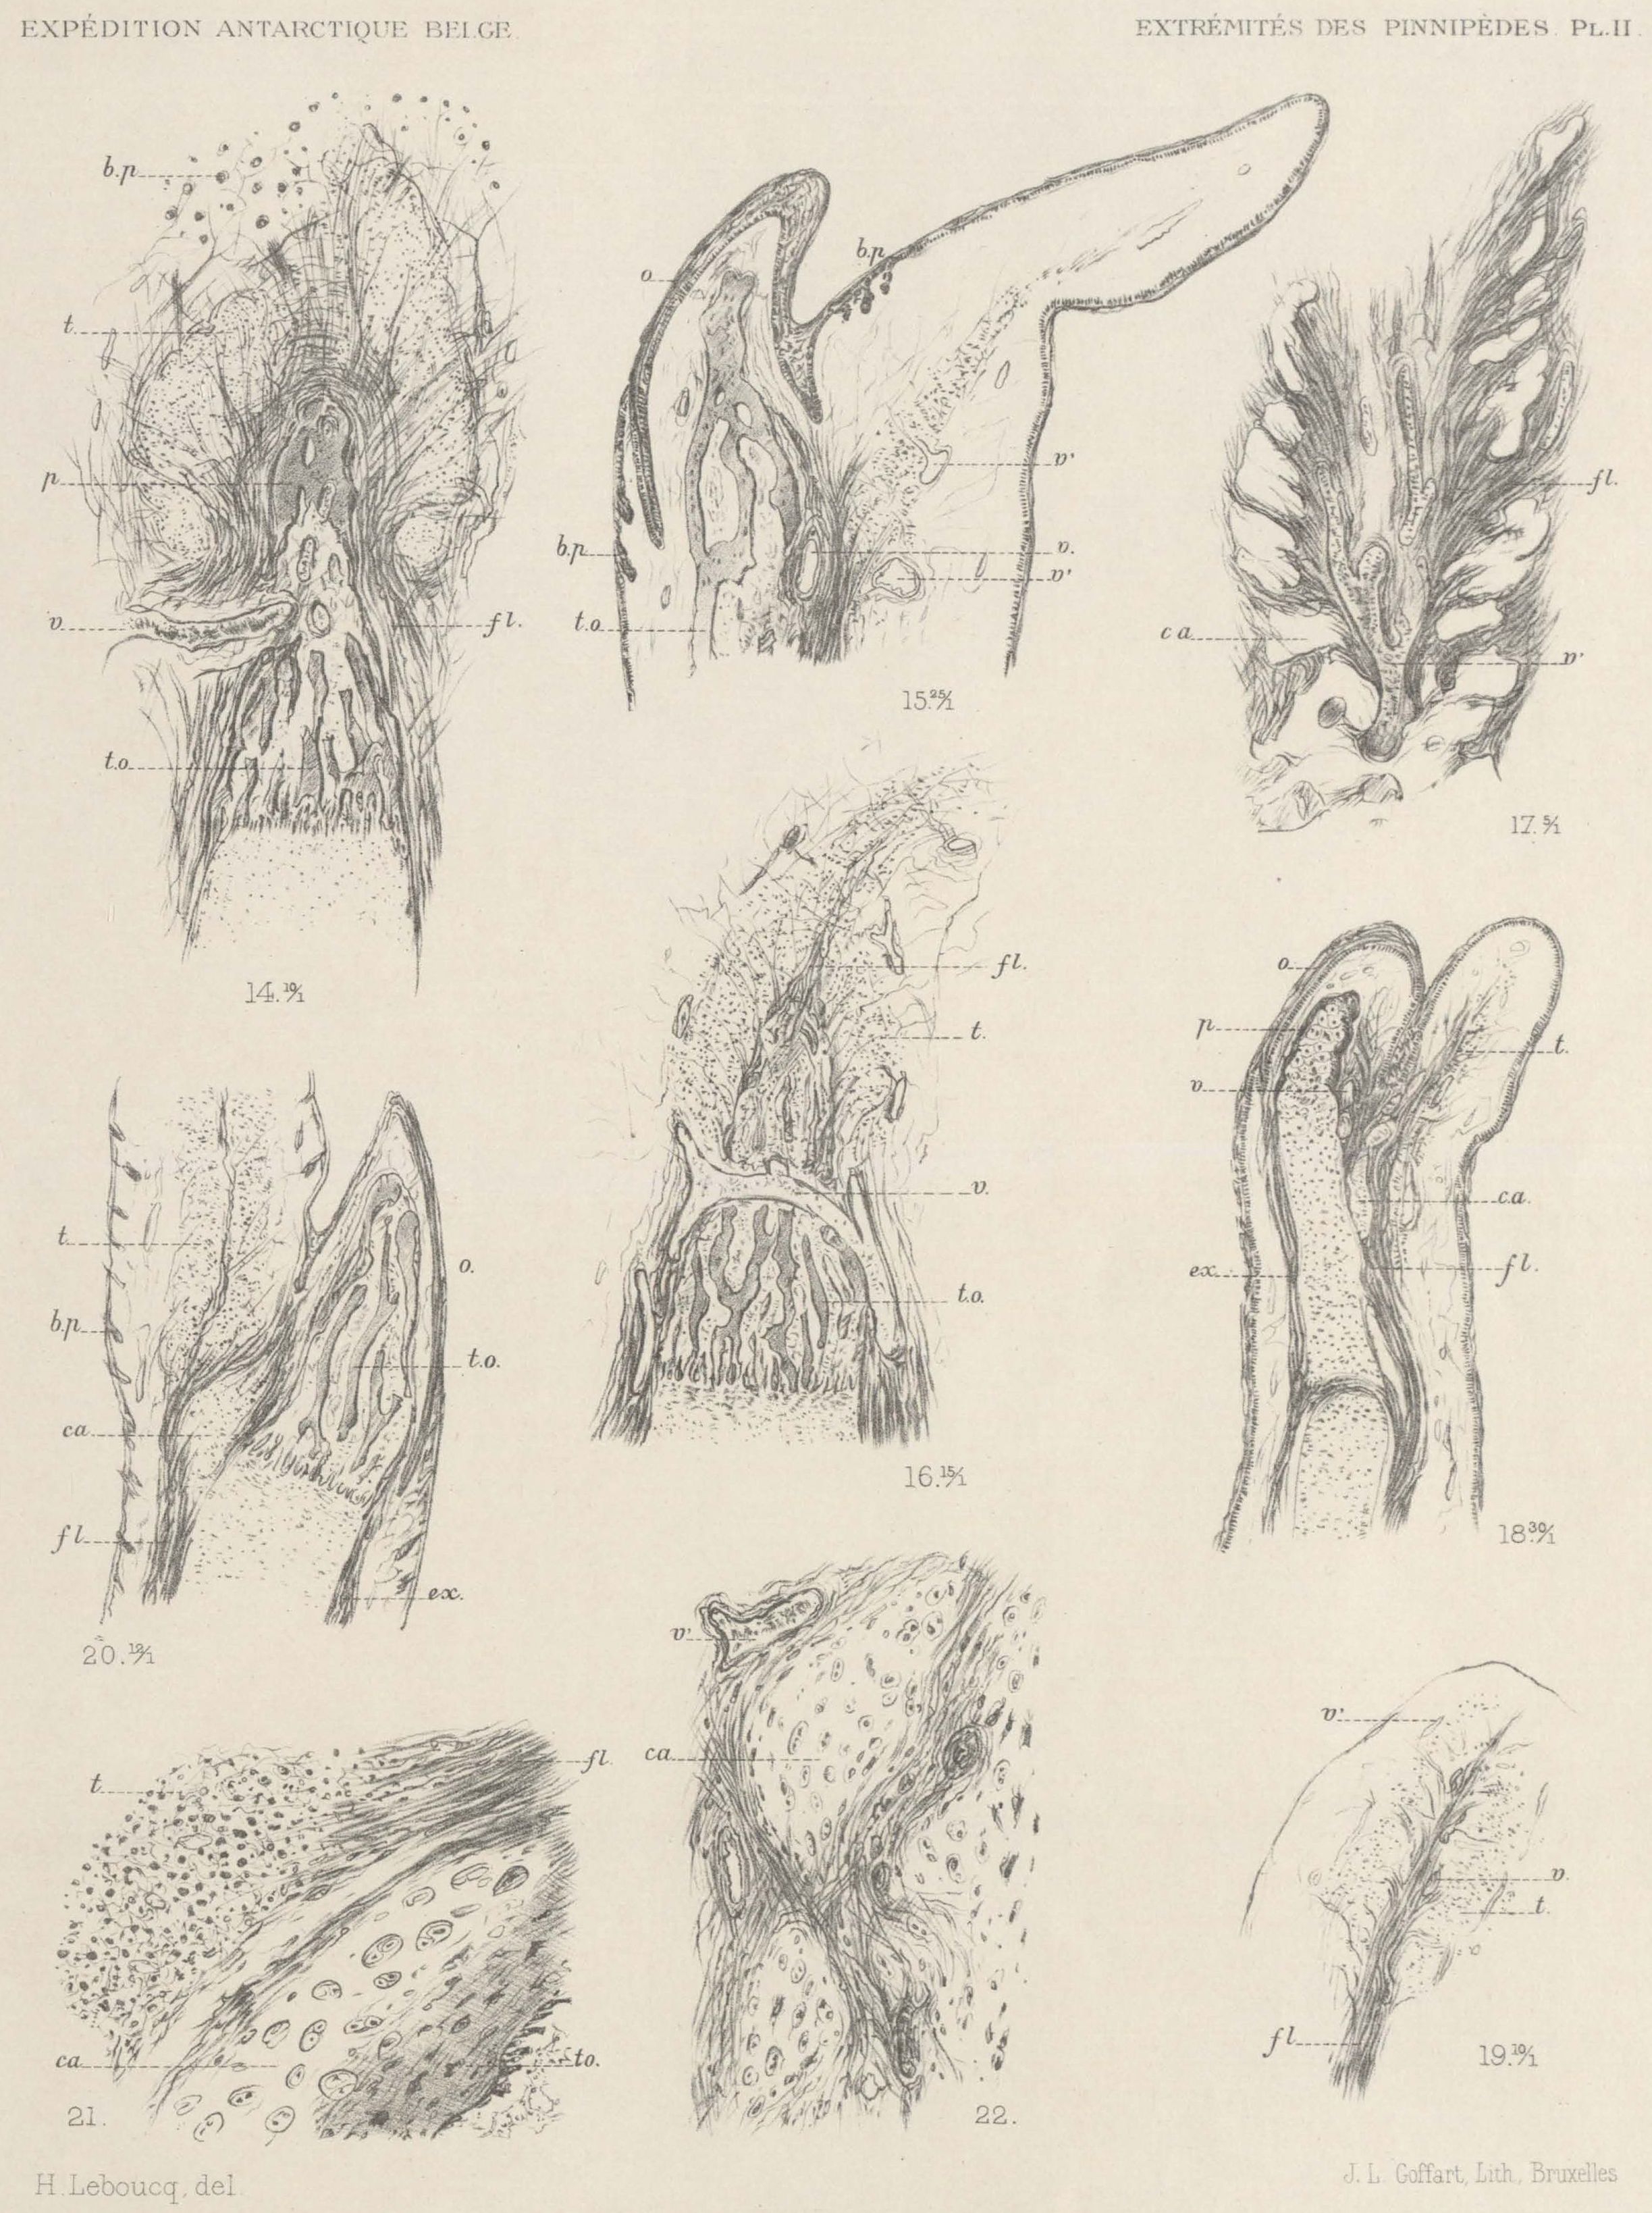 EXPÉDITION ANTARCTIQUE BELGE.
EXTRÉMITÉS DES PINNIPÈDES. PL. II.
b.p.
t.
p.
v.
fl.
t.o.
14. 10/1
o.
b.p.
v'
b.p.
v.
v'
t.o.
15. 25/1
fl.
ca.
v'
17. 5/1
fl.
t.
v.
t.o.
16. 15/1
o.
p.
v.
t.
ca.
ex.
fl.
18. 30/1
t.
o.
b.p.
t.o.
ca.
fl.
ex.
20. 12/1
v'
ca.
22.
t.
fl.
ca.
to.
21.
v'
v.
t.
fl.
19. 10/1
H. Leboucq, del.
J. L. Goffart, Lith., Bruxelles